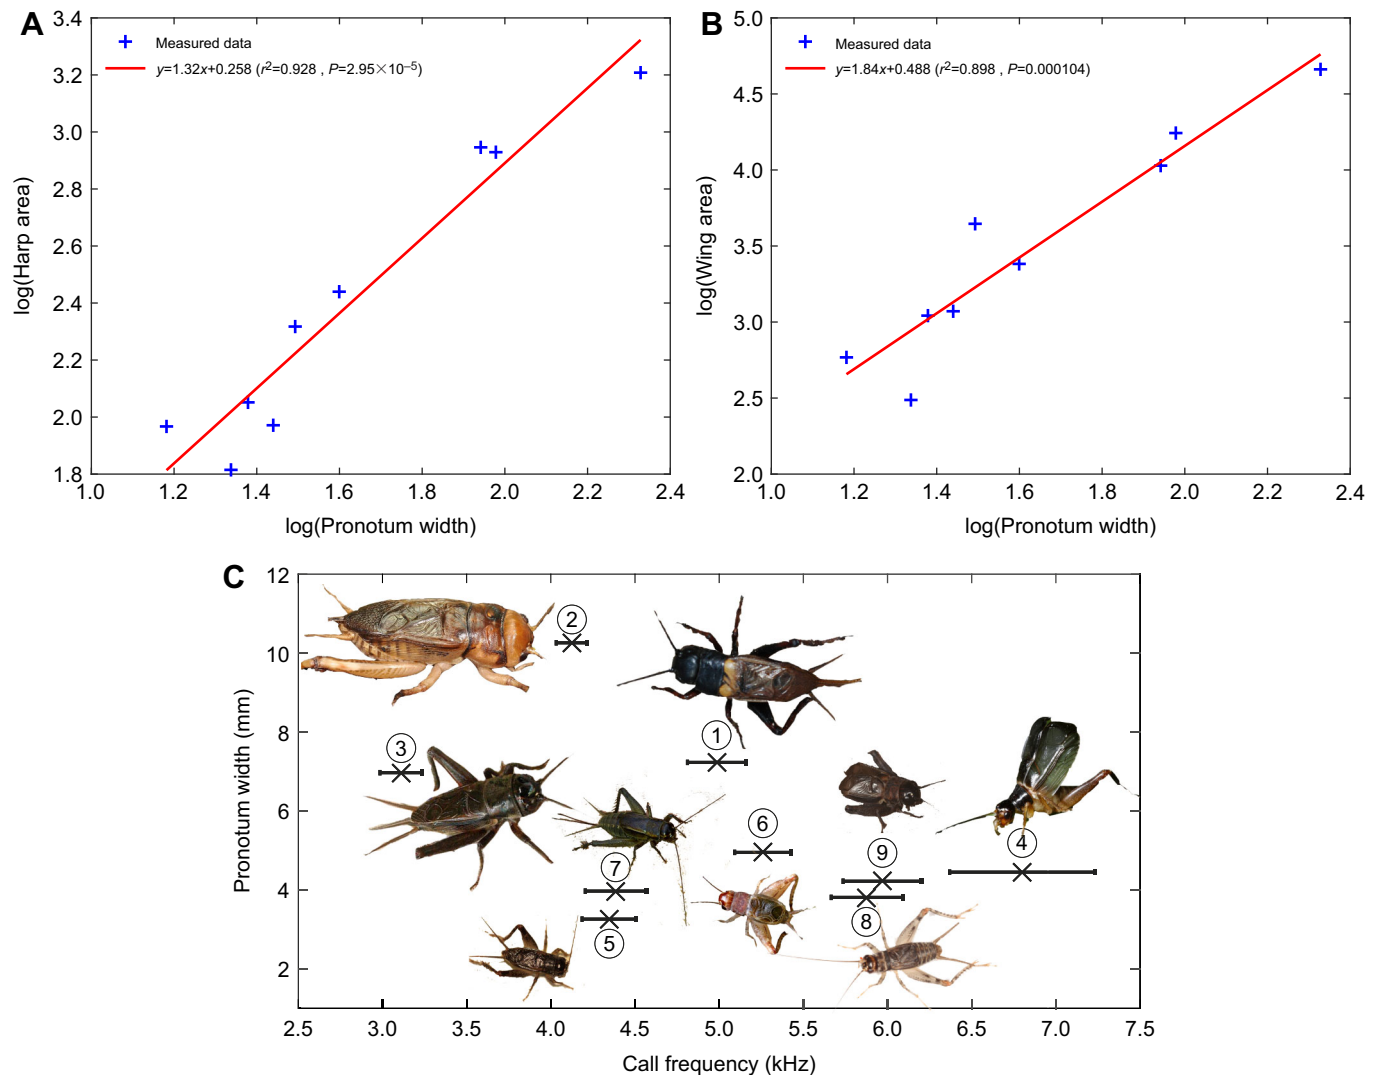 A
3.4
3.2
3.0
2.8
2.6
2.4
2.2
2.0
1.8
log(Harp area)
Measured data
y=1.32x+0.258 (r²=0.928 , P=2.95×10⁻⁵)
1.0 1.2 1.4 1.6 1.8 2.0 2.2 2.4
log(Pronotum width)
B
5.0
4.5
4.0
3.5
3.0
2.5
2.0
log(Wing area)
Measured data
y=1.84x+0.488 (r²=0.898 , P=0.000104)
1.0 1.2 1.4 1.6 1.8 2.0 2.2 2.4
log(Pronotum width)
C
12
10
8
6
4
2
Pronotum width (mm)
2
1
3
6
4
9
7
8
5
2.5 3.0 3.5 4.0 4.5 5.0 5.5 6.0 6.5 7.0 7.5
Call frequency (kHz)